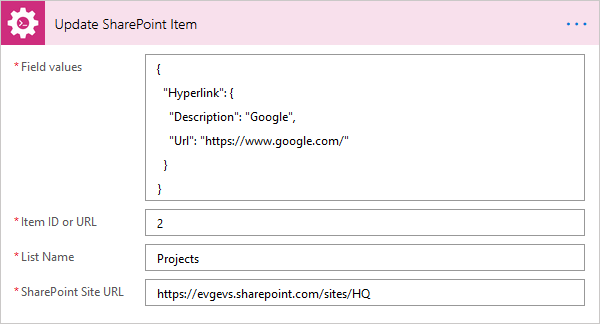 Update SharePoint Item
* Field values
{
"Hyperlink": {
"Description": "Google",
"Url": "https://www.google.com/"
}
}
* Item ID or URL
2
* List Name
Projects
* SharePoint Site URL
https://evgevs.sharepoint.com/sites/HQ